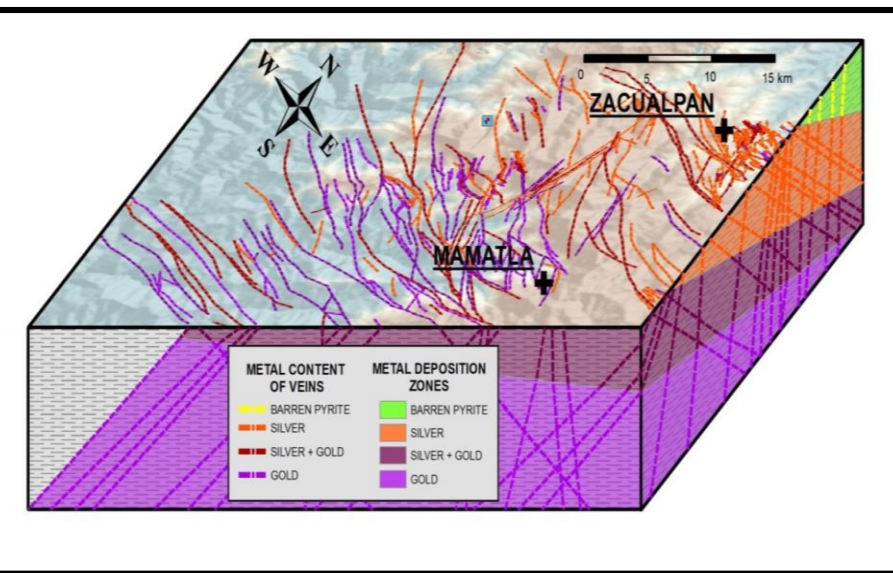 W
N
S
E
0
5
10
15 km
ZACUALPAN
MAMATLA
METAL CONTENT
OF VEINS
BARREN PYRITE
SILVER
SILVER + GOLD
GOLD
METAL DEPOSITION
ZONES
BARREN PYRITE
SILVER
SILVER + GOLD
GOLD